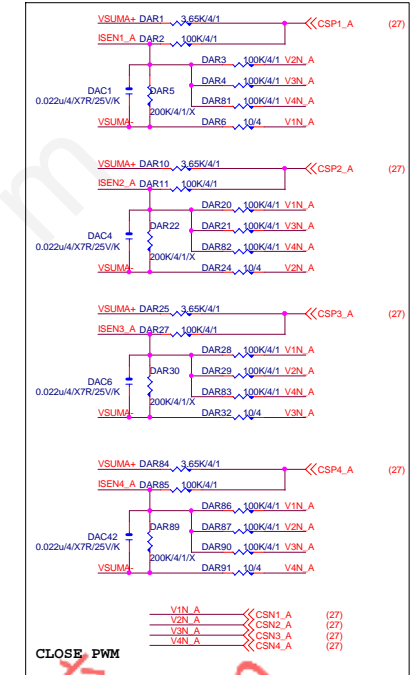 VSUMA+ DAR1 3.65K/4/1 CSP1_A (27)
ISEN1_A DAR2 100K/4/1
DAR3 100K/4/1 V2N_A
DAC1 DAR5 DAR4 100K/4/1 V3N_A
0.022u/4/X7R/25V/K DAR81 100K/4/1 V4N_A
200K/4/1/X
VSUMA- DAR6 10/4 V1N_A
VSUMA+ DAR10 3.65K/4/1 CSP2_A (27)
ISEN2_A DAR11 100K/4/1
DAR20 100K/4/1 V1N_A
DAC4 DAR22 DAR21 100K/4/1 V3N_A
0.022u/4/X7R/25V/K DAR82 100K/4/1 V4N_A
200K/4/1/X
VSUMA- DAR24 10/4 V2N_A
VSUMA+ DAR25 3.65K/4/1 CSP3_A (27)
ISEN3_A DAR27 100K/4/1
DAR28 100K/4/1 V1N_A
DAC6 DAR30 DAR29 100K/4/1 V2N_A
0.022u/4/X7R/25V/K DAR83 100K/4/1 V4N_A
200K/4/1/X
VSUMA- DAR32 10/4 V3N_A
VSUMA+ DAR84 3.65K/4/1 CSP4_A (27)
ISEN4_A DAR85 100K/4/1
DAR86 100K/4/1 V1N_A
DAC42 DAR89 DAR87 100K/4/1 V2N_A
0.022u/4/X7R/25V/K DAR90 100K/4/1 V3N_A
200K/4/1/X
VSUMA- DAR91 10/4 V4N_A
V1N_A CSN1_A (27)
V2N_A CSN2_A (27)
V3N_A CSN3_A (27)
V4N_A CSN4_A (27)
CLOSE PWM